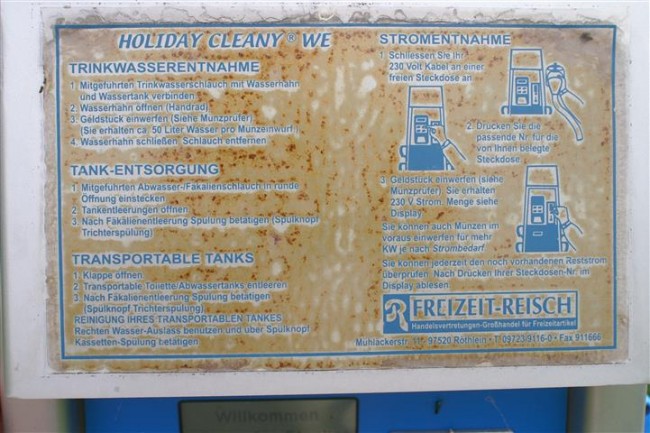 HOLIDAY CLEANY ® WE
TRINKWASSERENTNAHME
1. Mitgeführten Trinkwasserschlauch mit Wasserhahn
und Wassertank verbinden
2. Wasserhahn öffnen (Handrad)
3. Geldstück einwerfen (Siehe Münzprüfer)
(Sie erhalten ca. 50 Liter Wasser pro Münzeinwurf.)
4. Wasserhahn schließen Schlauch entfernen
TANK-ENTSORGUNG
1. Mitgeführten Abwasser-/Fäkalienschlauch in runde
Öffnung einstecken
2. Tankentleerungen öffnen
3. Nach Fäkalienentleerung Spülung betätigen (Spülknopf
Trichterspülung)
TRANSPORTABLE TANKS
1. Klappe öffnen
2. Transportable Toilette/Abwassertanks entleeren
3. Nach Fäkalienentleerung Spülung betätigen
(Spülknopf Trichterspülung)
REINIGUNG IHRES TRANSPORTABLEN TANKES
Rechten Wasser-Auslass benutzen und über Spülknopf
Kassetten-Spülung betätigen
STROMENTNAHME
1. Schliessen Sie Ihr
230 Volt Kabel an einer
freien Steckdose an
2. Drücken Sie die
passende Nr. für die
von Ihnen belegte
Steckdose.
3. Geldstück einwerfen (siehe
Münzprüfer). Sie erhalten
230 V Strom. Menge siehe
Display
Sie können auch Münzen im
voraus einwerfen für mehr
KW je nach Strombedarf.
Sie können jederzeit den noch vorhandenen Reststrom
überprüfen. Nach Drücken Ihrer Steckdosen-Nr. im
Display ablesen.
R FREIZEIT-REISCH
Handelsvertretungen-Großhandel für Freizeitartikel
Mühläckerstr. 11 • 97520 Röthlein • T 09723/9116-0 • Fax 911666
Willkommen